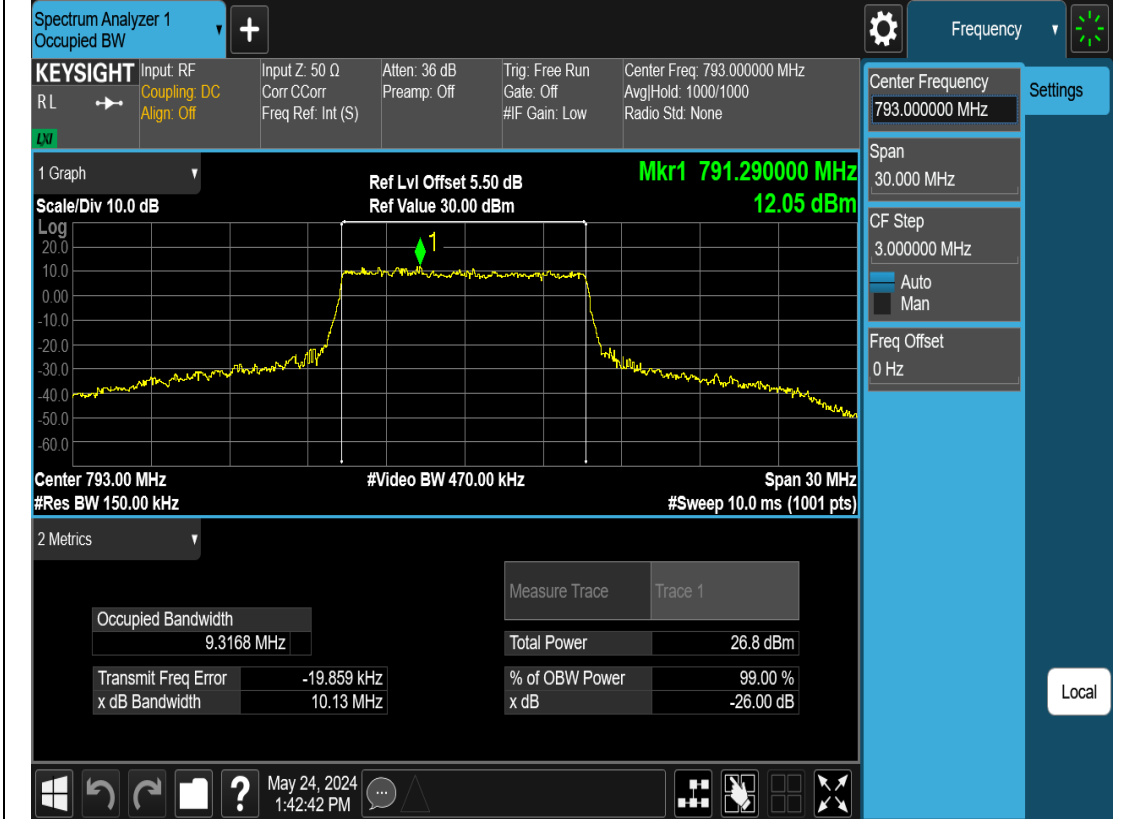 Spectrum Analyzer 1
Occupied BW
+
Frequency
KEYSIGHT
RL
LXI
Input: RF
Coupling: DC
Align: Off
Input Z: 50 Ω
Corr CCorr
Freq Ref: Int (S)
Atten: 36 dB
Preamp: Off
Trig: Free Run
Gate: Off
#IF Gain: Low
Center Freq: 793.000000 MHz
Avg|Hold: 1000/1000
Radio Std: None
Center Frequency
793.000000 MHz
Settings
Span
30.000 MHz
CF Step
3.000000 MHz
Auto
Man
Freq Offset
0 Hz
Local
1 Graph
Scale/Div 10.0 dB
Ref Lvl Offset 5.50 dB
Ref Value 30.00 dBm
Mkr1 791.290000 MHz
12.05 dBm
Log
20.0
10.0
0.00
-10.0
-20.0
-30.0
-40.0
-50.0
-60.0
1
Center 793.00 MHz
#Video BW 470.00 kHz
Span 30 MHz
#Res BW 150.00 kHz
#Sweep 10.0 ms (1001 pts)
2 Metrics
Measure Trace Trace 1
Occupied Bandwidth
9.3168 MHz
Total Power 26.8 dBm
Transmit Freq Error -19.859 kHz
% of OBW Power 99.00 %
x dB Bandwidth 10.13 MHz
x dB -26.00 dB
?
May 24, 2024
1:42:42 PM